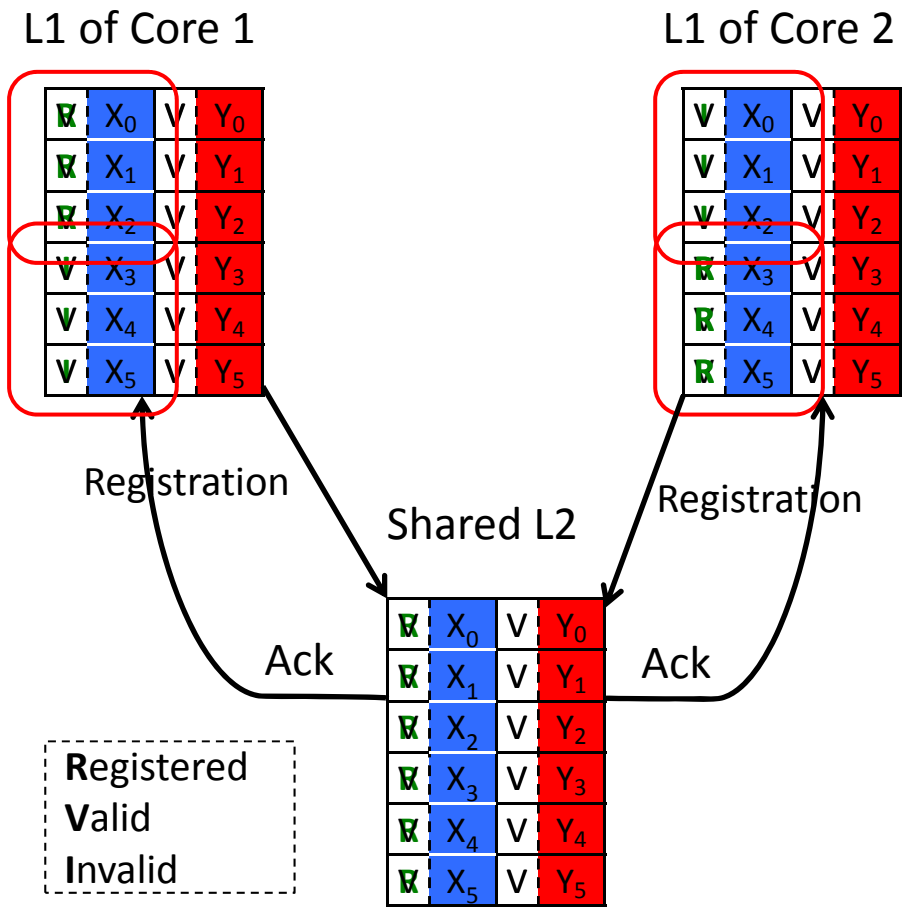 L1 of Core 1
R V X₀ V Y₀
R V X₁ V Y₁
R V X₂ V Y₂
I V X₃ V Y₃
I V X₄ V Y₄
I V X₅ V Y₅
L1 of Core 2
I V X₀ V Y₀
I V X₁ V Y₁
I V X₂ V Y₂
R V X₃ V Y₃
R V X₄ V Y₄
R V X₅ V Y₅
Registration
Registration
Shared L2
Ack
Ack
R V X₀ V Y₀
R V X₁ V Y₁
R V X₂ V Y₂
R V X₃ V Y₃
R V X₄ V Y₄
R V X₅ V Y₅
Registered
Valid
Invalid